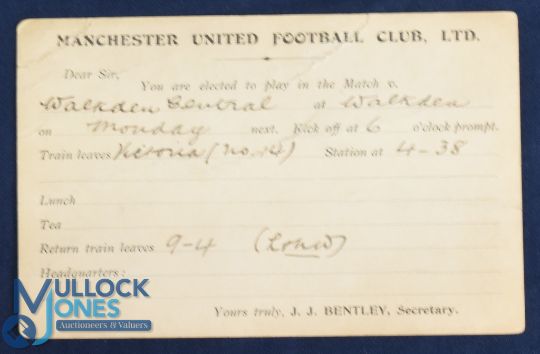 MANCHESTER UNITED FOOTBALL CLUB, LTD.
Dear Sir,
You are elected to play in the Match v.
Walkden Central at Walkden
on Monday next. Kick off at 6 o'clock prompt.
Train leaves Victoria (No. 14) Station at 4-38
Lunch
Tea
Return train leaves 9-4
Headquarters:
Yours truly, J. J. BENTLEY, Secretary.
MULLOCK
JONES
Auctioneers & Valuers